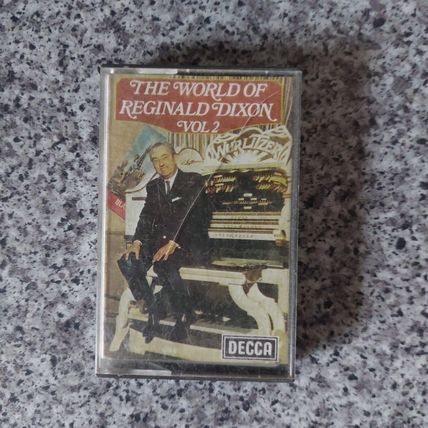 THE WORLD OF
REGINALD DIXON
VOL 2
WURLITZER
DECCA